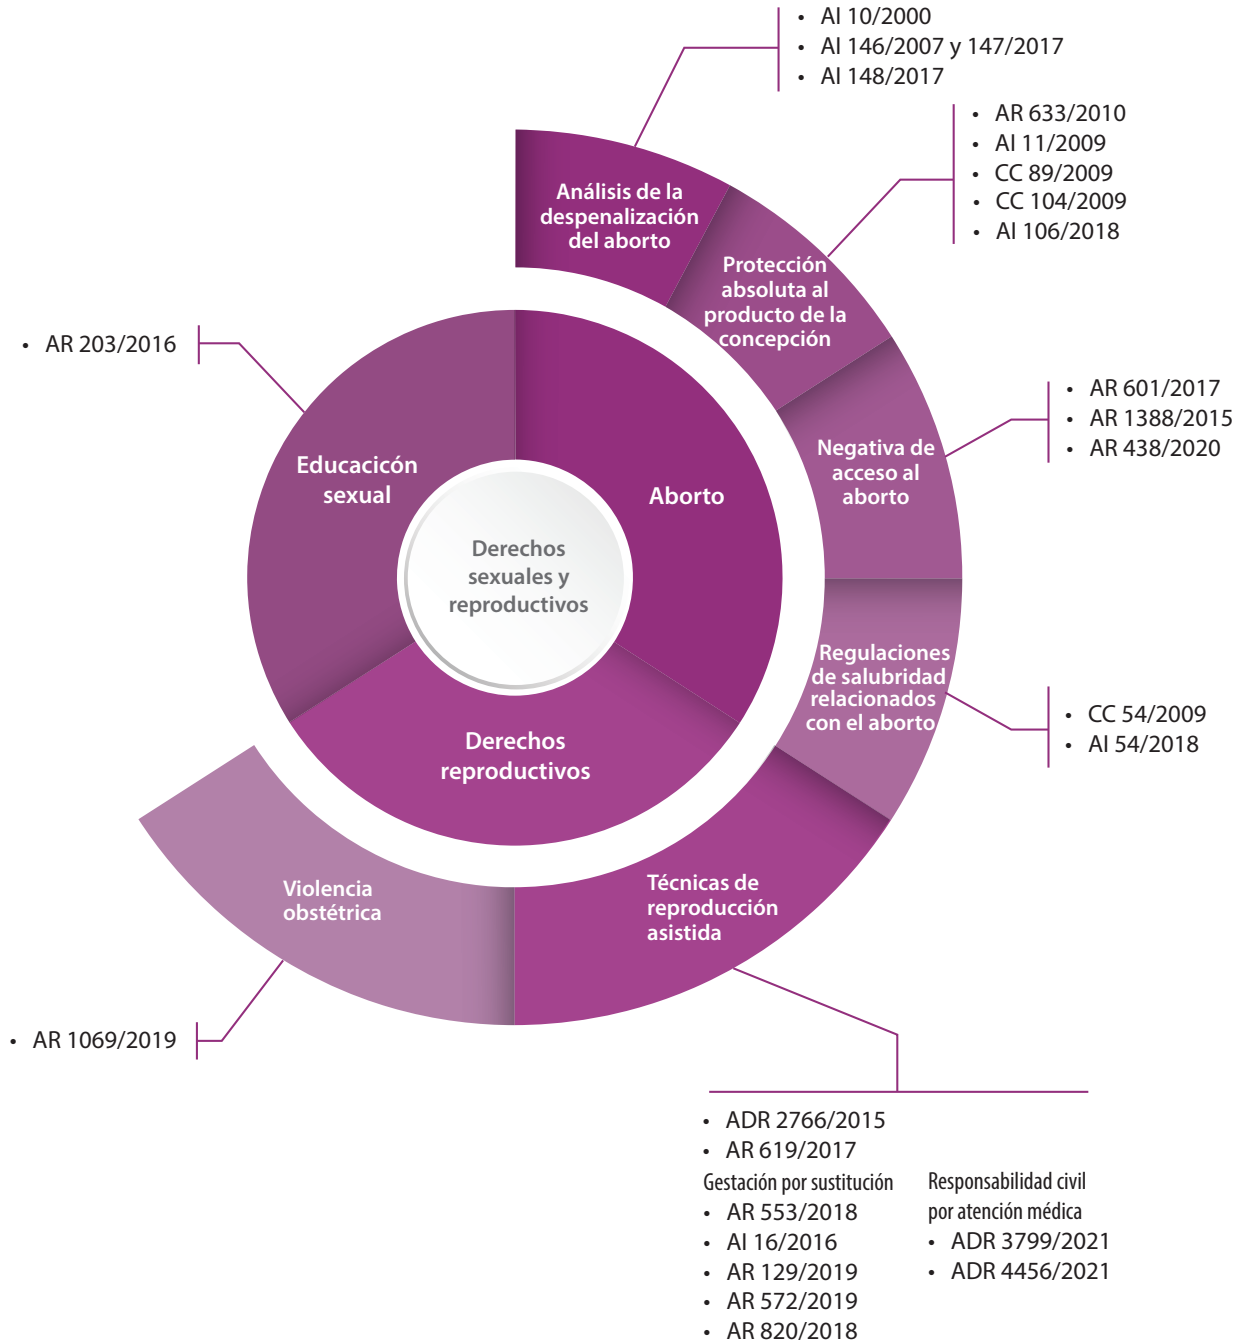 • AI 10/2000
• AI 146/2007 y 147/2017
• AI 148/2017
• AR 633/2010
• AI 11/2009
• CC 89/2009
• CC 104/2009
• AI 106/2018
Análisis de la
despenalización
del aborto
Protección
absoluta al
producto de la
concepción
• AR 203/2016
• AR 601/2017
• AR 1388/2015
• AR 438/2020
Negativa de
acceso al
aborto
Educacicón
sexual
Aborto
Derechos
sexuales y
reproductivos
Regulaciones
de salubridad
relacionados
con el aborto
• CC 54/2009
• AI 54/2018
Derechos
reproductivos
Violencia
obstétrica
Técnicas de
reproducción
asistida
• AR 1069/2019
• ADR 2766/2015
• AR 619/2017
Gestación por sustitución
• AR 553/2018
• AI 16/2016
• AR 129/2019
• AR 572/2019
• AR 820/2018
Responsabilidad civil
por atención médica
• ADR 3799/2021
• ADR 4456/2021